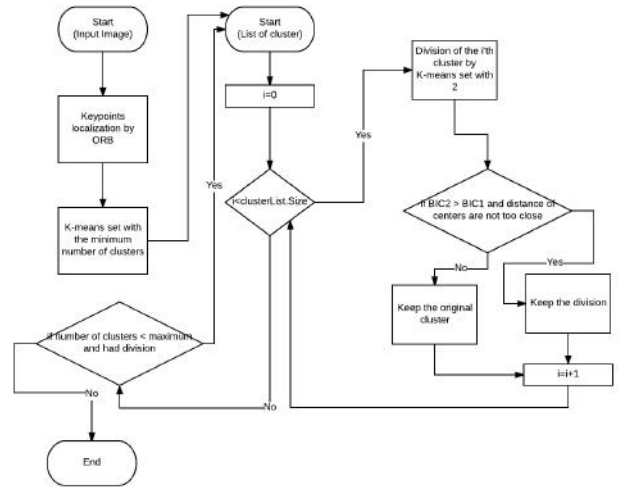 Start
(Input Image)
Keypoints
localization by
ORB
K-means set with
the minimum
number of clusters
Start
(List of cluster)
i=0
i<clusterList.Size
Yes
Yes
Division of the i'th
cluster by
K-means set with
2
if BIC2 > BIC1 and distance of
centers are not too close
No
Yes
Keep the original
cluster
Keep the division
i=i+1
No
if number of clusters < maximum
and had division
No
End